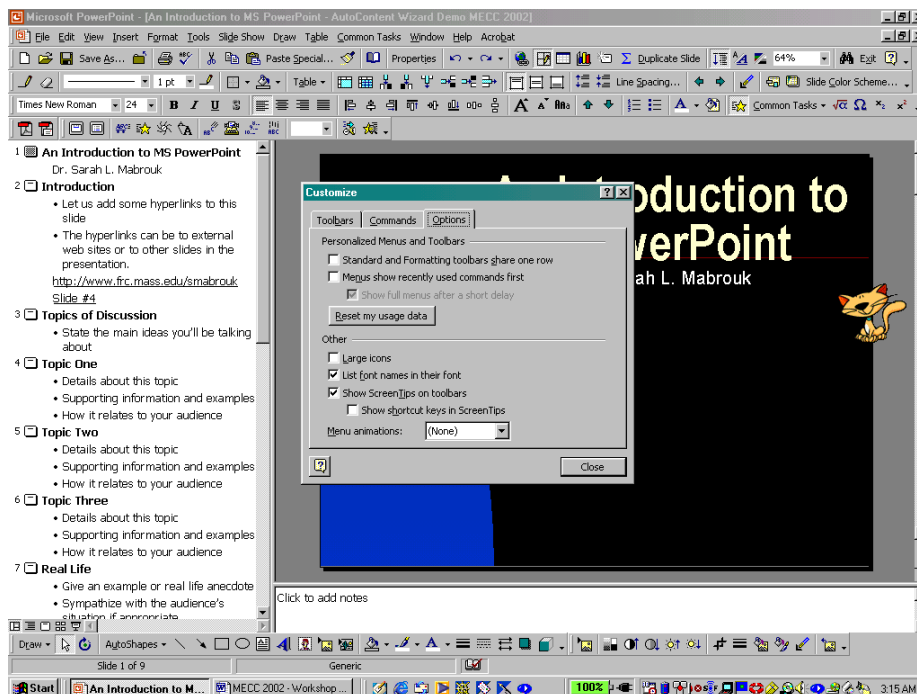 Microsoft PowerPoint - [An Introduction to MS PowerPoint - AutoContent Wizard Demo MECC 2002]
File Edit View Insert Format Tools Slide Show Draw Table Common Tasks Window Help Acrobat
Save As... Paste Special... Properties Duplicate Slide 64% Exit
1 pt Table Line Spacing... Slide Color Scheme...
Times New Roman 24 B I U S Common Tasks
1 An Introduction to MS PowerPoint
Dr. Sarah L. Mabrouk
2 Introduction
• Let us add some hyperlinks to this
slide
• The hyperlinks can be to external
web sites or to other slides in the
presentation.
http://www.frc.mass.edu/smabrouk
Slide #4
3 Topics of Discussion
• State the main ideas you'll be talking
about
4 Topic One
• Details about this topic
• Supporting information and examples
• How it relates to your audience
5 Topic Two
• Details about this topic
• Supporting information and examples
• How it relates to your audience
6 Topic Three
• Details about this topic
• Supporting information and examples
• How it relates to your audience
7 Real Life
• Give an example or real life anecdote
• Sympathize with the audience's
situation if appropriate
oduction to
verPoint
ah L. Mabrouk
Customize
Toolbars Commands Options
Personalized Menus and Toolbars
Standard and Formatting toolbars share one row
Menus show recently used commands first
Show full menus after a short delay
Reset my usage data
Other
Large icons
List font names in their font
Show ScreenTips on toolbars
Show shortcut keys in ScreenTips
Menu animations: (None)
Close
Click to add notes
Draw AutoShapes
Slide 1 of 9 Generic
Start An Introduction to M... MECC 2002 - Workshop ... 100% 3:15 AM